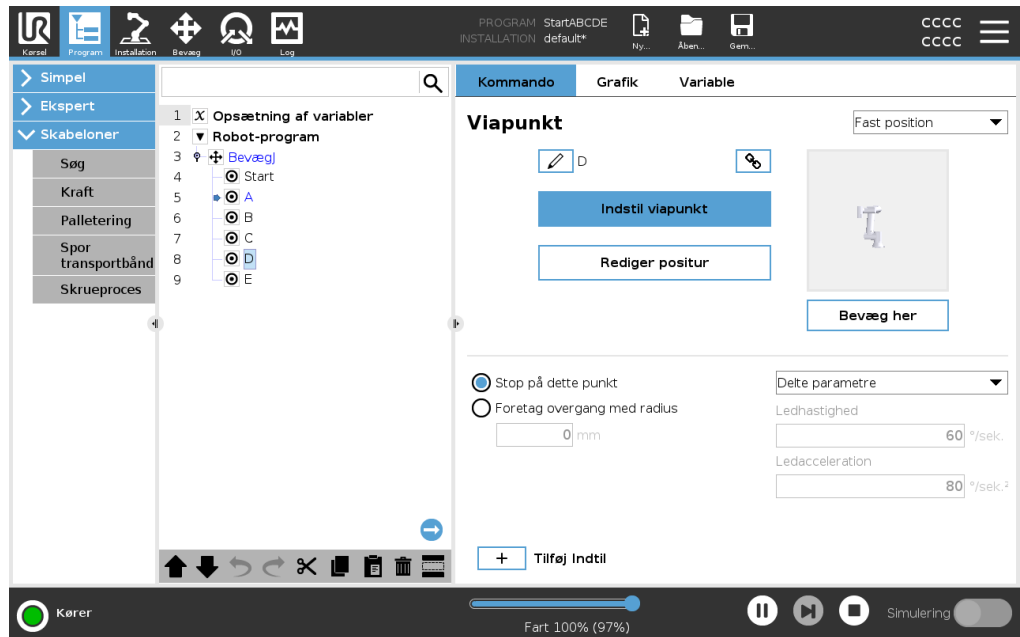 PROGRAM StartABCDE
INSTALLATION default*
CCCC
CCCC
UR
Kørsel
Program
Installation
Bevæg
I/O
Log
Ny...
Åben...
Gem...
Simpel
Ekspert
Skabeloner
Søg
Kraft
Palletering
Spor
transportbånd
Skrueproces
1 X Opsætning af variabler
2 Robot-program
3 BevægJ
4 Start
5 A
6 B
7 C
8 D
9 E
Kommando Grafik Variable
Viapunkt
Fast position
D
Indstil viapunkt
Rediger positur
Bevæg her
Stop på dette punkt
Foretag overgang med radius
0 mm
Delte parametre
Ledhastighed
60 °/sek.
Ledacceleration
80 °/sek.²
+ Tilføj Indtil
Kører
Fart 100% (97%)
Simulering